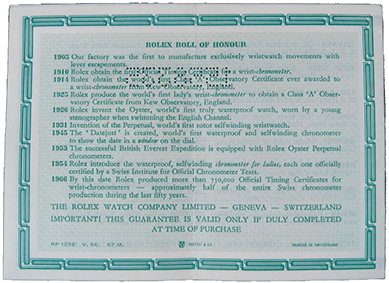 ROLEX ROLL OF HONOUR
1905 Our factory was the first to manufacture exclusively wristwatch movements with
lever escapements.
1910 Rolex obtain the first Official Timing Certificate for a wrist-chronometer.
1914 Rolex obtain the world's first Class "A" Observatory Certificate ever awarded to
a wrist-chronometer from Kew Observatory, England.
1925 Rolex produce the world's first lady's wrist-chronometer to obtain a Class "A" Obser-
vatory Certificate from Kew Observatory, England.
1926 Rolex invent the Oyster, world's first truly waterproof watch, worn by a young
stenographer when swimming the English Channel.
1931 Invention of the Perpetual, world's first rotor selfwinding wristwatch.
1945 The "Datejust" is created, world's first waterproof and selfwinding chronometer
to show the date in a window on the dial.
1953 The successful British Everest Expedition is equipped with Rolex Oyster Perpetual
chronometers.
1954 Rolex introduce the waterproof, selfwinding chronometer for ladies, each one officially
certified by a Swiss Institute for Official Chronometer Tests.
1966 By this date Rolex produced more than Official Timing Certificates for
wrist-chronometers — approximately half of the entire Swiss chronometer
production during the last fifty years.
THE ROLEX WATCH COMPANY LIMITED — GENEVA — SWITZERLAND
IMPORTANT! THIS GUARANTEE IS VALID ONLY IF DULY COMPLETED
AT TIME OF PURCHASE
V. 66. 67 M. PRINTED IN SWITZERLAND